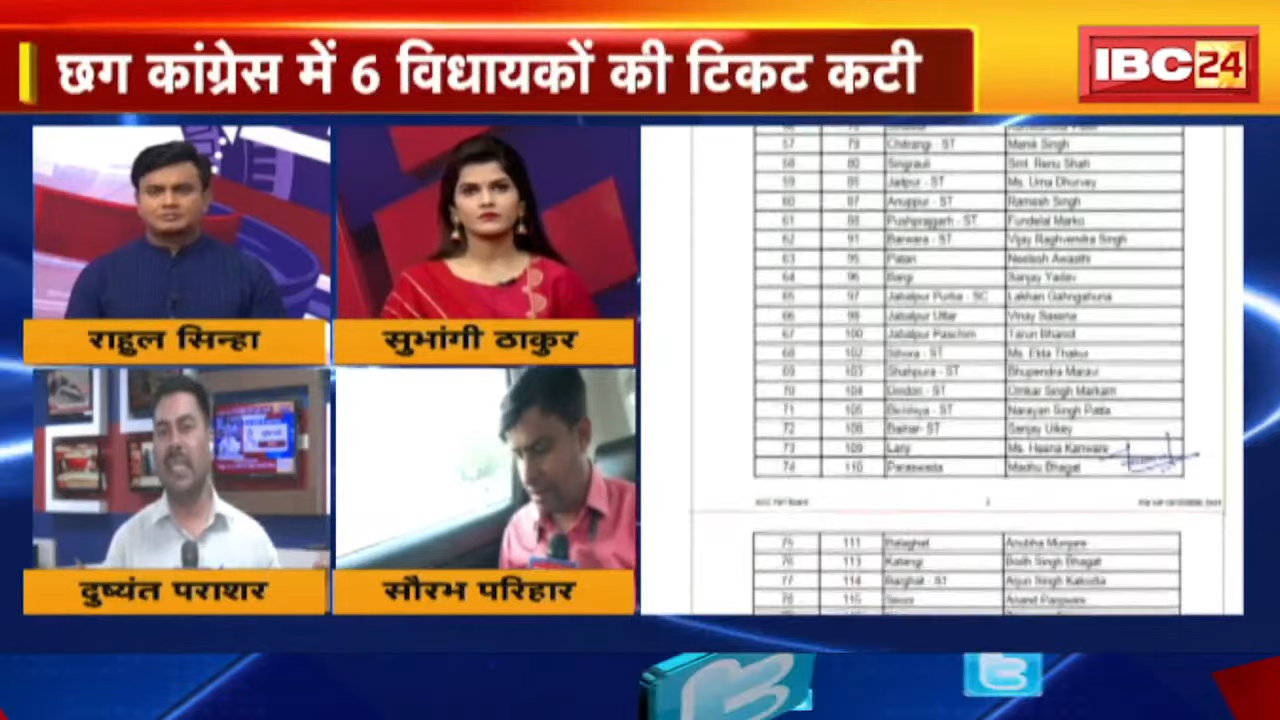 छग कांग्रेस में 6 विधायकों की टिकट कटी
IBC24
राहुल सिन्हा
सुभांगी ठाकुर
दुष्यंत पराशर
सौरभ परिहार
57 79 Chitrangi - ST Manik Singh
58 80 Singrauli Smt. Renu Shah
59 85 Jaitpur - ST Ms. Uma Dhurvey
60 87 Anuppur - ST Ramesh Singh
61 88 Pushprajgarh - ST Fundelal Marko
62 91 Barwara - ST Vijay Raghvendra Singh
63 95 Patan Neelesh Awasthi
64 96 Bargi Sanjay Yadav
65 97 Jabalpur Purba - SC Lakhan Ghanghoria
66 98 Jabalpur Uttar Vinay Saxena
67 100 Jabalpur Paschim Tarun Bhanot
68 102 Sihora - ST Ms. Ekta Thakur
69 103 Shahpura - ST Bhupendra Maravi
70 104 Dindori - ST Omkar Singh Markam
71 105 Bichhiya - ST Narayan Singh Patta
72 108 Baihar- ST Sanjay Uikey
73 109 Lanji Ms. Heena Kanware
74 110 Paraswada Madhu Bhagat
75 111 Balaghat Anubha Munjare
76 113 Katangi Bodh Singh Bhagat
77 114 Barghat - ST Arjun Singh Kakodia
78 115 Seoni Anand Panjwani